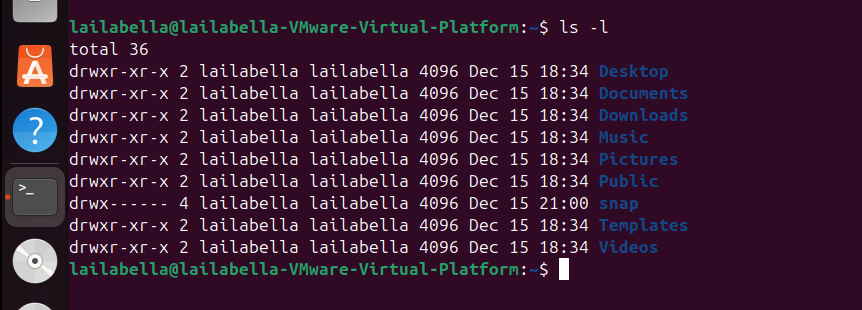 lailabella@lailabella-VMware-Virtual-Platform:~$ ls -l
total 36
drwxr-xr-x 2 lailabella lailabella 4096 Dec 15 18:34 Desktop
drwxr-xr-x 2 lailabella lailabella 4096 Dec 15 18:34 Documents
drwxr-xr-x 2 lailabella lailabella 4096 Dec 15 18:34 Downloads
drwxr-xr-x 2 lailabella lailabella 4096 Dec 15 18:34 Music
drwxr-xr-x 2 lailabella lailabella 4096 Dec 15 18:34 Pictures
drwxr-xr-x 2 lailabella lailabella 4096 Dec 15 18:34 Public
drwx------ 4 lailabella lailabella 4096 Dec 15 21:00 snap
drwxr-xr-x 2 lailabella lailabella 4096 Dec 15 18:34 Templates
drwxr-xr-x 2 lailabella lailabella 4096 Dec 15 18:34 Videos
lailabella@lailabella-VMware-Virtual-Platform:~$